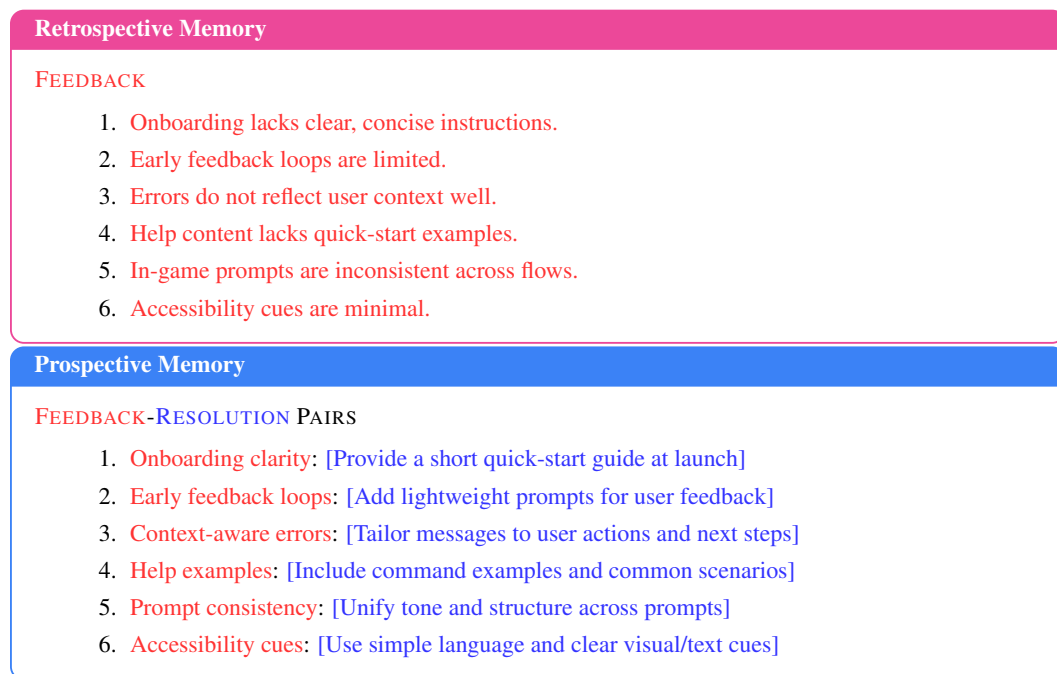 Retrospective Memory
FEEDBACK
1. Onboarding lacks clear, concise instructions.
2. Early feedback loops are limited.
3. Errors do not reflect user context well.
4. Help content lacks quick-start examples.
5. In-game prompts are inconsistent across flows.
6. Accessibility cues are minimal.
Prospective Memory
FEEDBACK-RESOLUTION PAIRS
1. Onboarding clarity: [Provide a short quick-start guide at launch]
2. Early feedback loops: [Add lightweight prompts for user feedback]
3. Context-aware errors: [Tailor messages to user actions and next steps]
4. Help examples: [Include command examples and common scenarios]
5. Prompt consistency: [Unify tone and structure across prompts]
6. Accessibility cues: [Use simple language and clear visual/text cues]